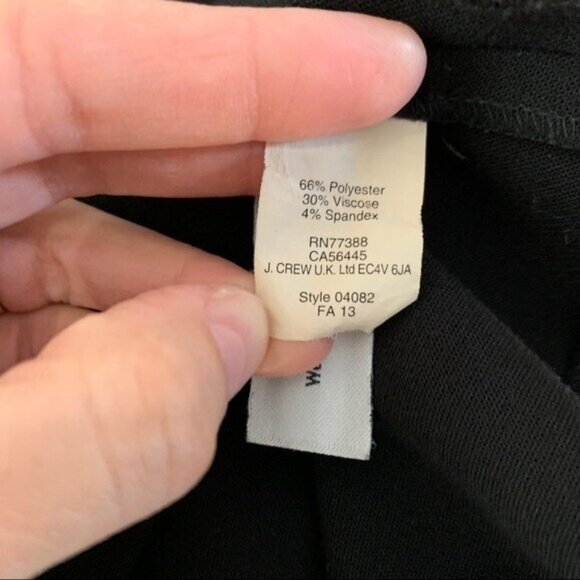 66% Polyester
30% Viscose
4% Spandex
RN77388
CA56445
J. CREW U.K. Ltd EC4V 6JA
Style 04082
FA 13